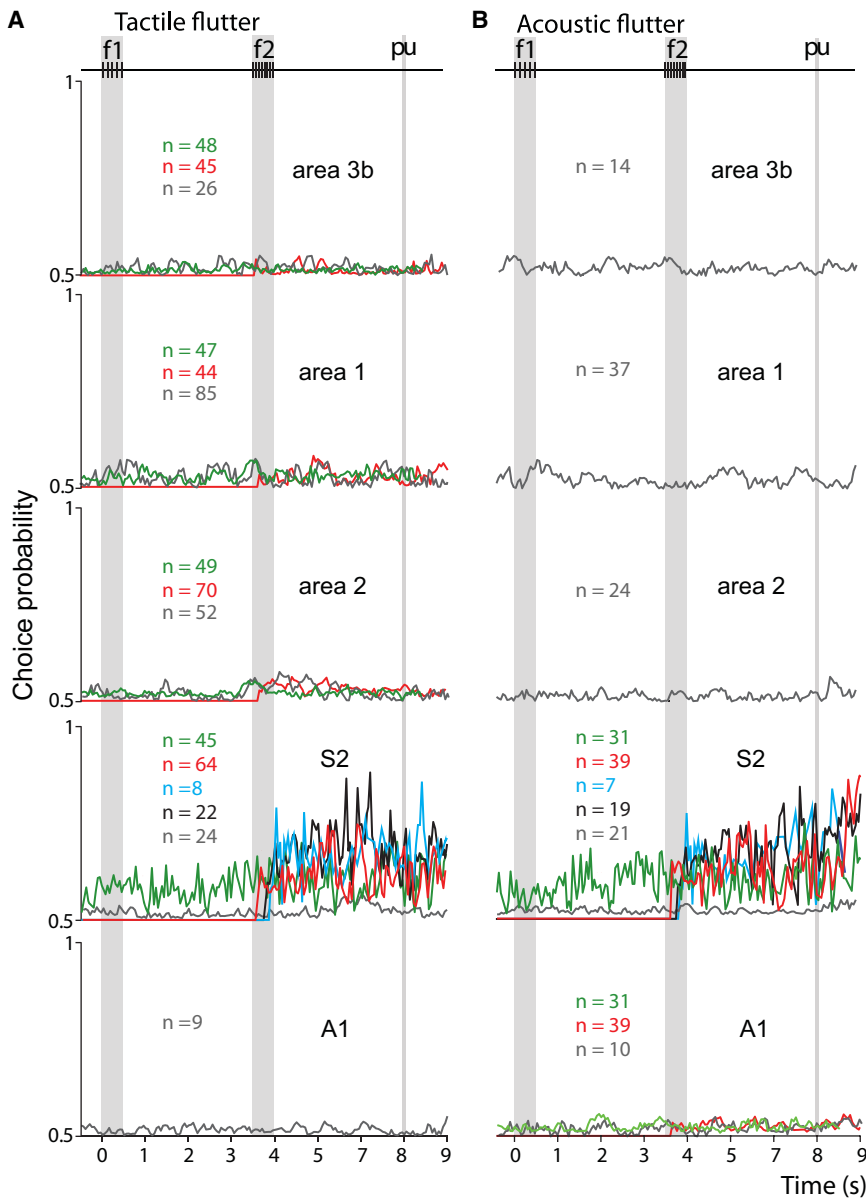 A
Tactile flutter
f1
f2
pu
1
n = 48
n = 45
n = 26
area 3b
0.5
1
n = 47
n = 44
n = 85
area 1
0.5
1
n = 49
n = 70
n = 52
area 2
0.5
1
n = 45
n = 64
n = 8
n = 22
n = 24
S2
0.5
1
n =9
A1
0.5
0 1 2 3 4 5 6 7 8 9
Choice probability
B
Acoustic flutter
f1
f2
pu
n = 14
area 3b
n = 37
area 1
n = 24
area 2
n = 31
n = 39
n = 7
n = 19
n = 21
S2
n = 31
n = 39
n = 10
A1
0 1 2 3 4 5 6 7 8 9
Time (s)